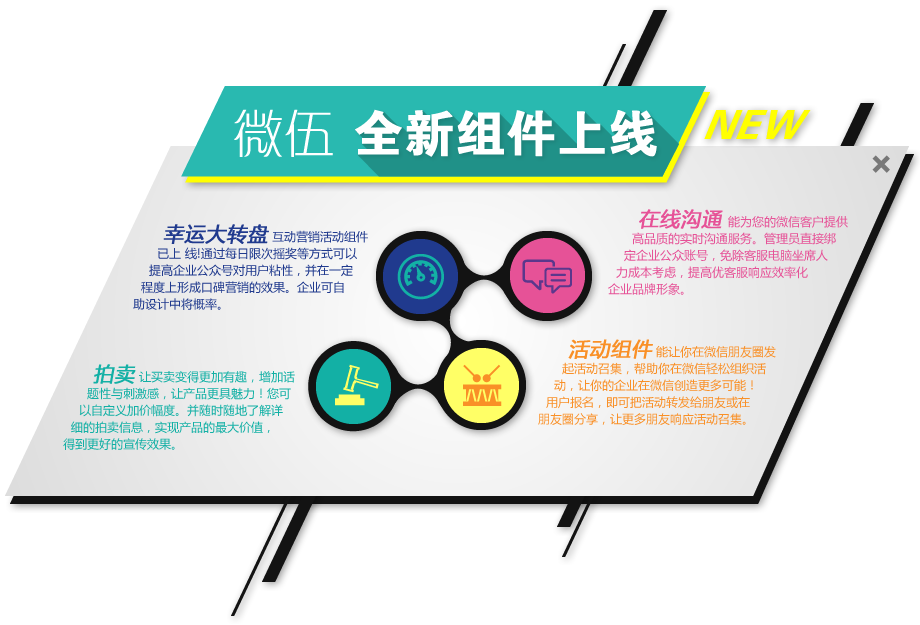 微伍 全新组件上线
NEW
幸运大转盘 互动营销活动组件
已上 线!通过每日限次摇奖等方式可以
提高企业公众号对用户粘性，并在一定
程度上形成口碑营销的效果。企业可自
助设计中将概率。
在线沟通 能为您的微信客户提供
高品质的实时沟通服务。管理员直接绑
定企业公众账号，免除客服电脑坐席人
力成本考虑，提高优客服响应效率化
企业品牌形象。
拍卖 让买卖变得更加有趣，增加话
题性与刺激感，让产品更具魅力！您可
以自定义加价幅度。并随时随地了解详
细的拍卖信息，实现产品的最大价值，
得到更好的宣传效果。
活动组件 能让你在微信朋友圈发
起活动召集，帮助你在微信轻松组织活
动，让你的企业在微信创造更多可能！
用户报名，即可把活动转发给朋友或在
朋友圈分享，让更多朋友响应活动召集。